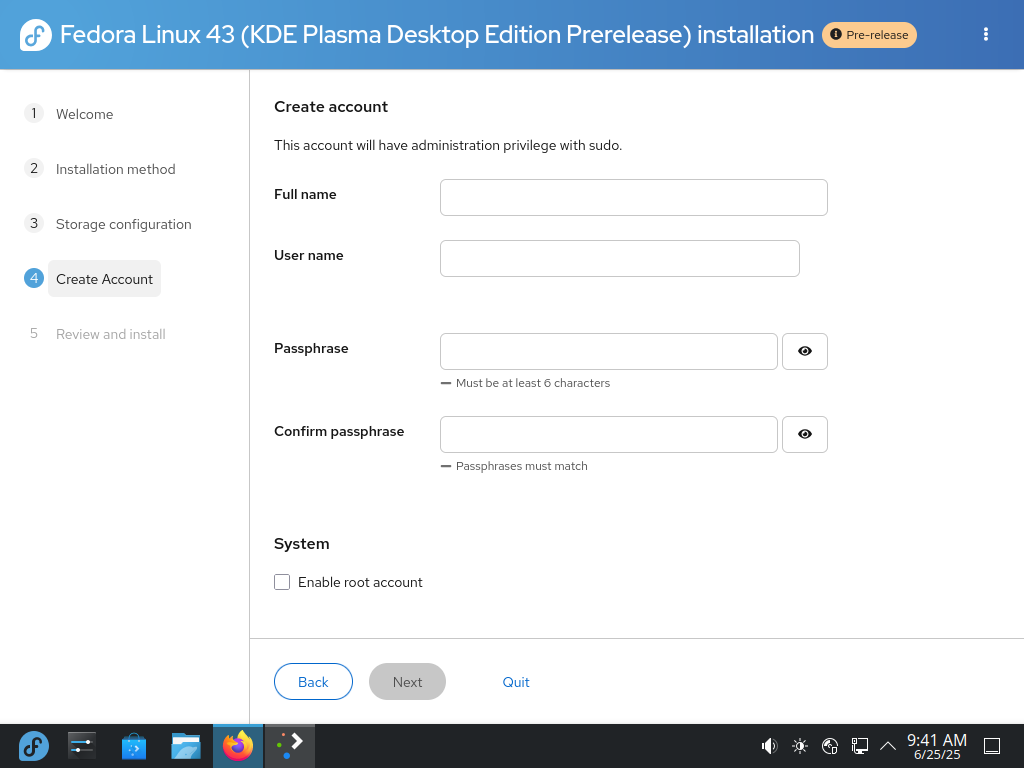 Fedora Linux 43 (KDE Plasma Desktop Edition Prerelease) installation
Pre-release
1 Welcome
2 Installation method
3 Storage configuration
4 Create Account
5 Review and install
Create account
This account will have administration privilege with sudo.
Full name
User name
Passphrase
Must be at least 6 characters
Confirm passphrase
Passphrases must match
System
Enable root account
Back Next Quit
9:41 AM
6/25/25